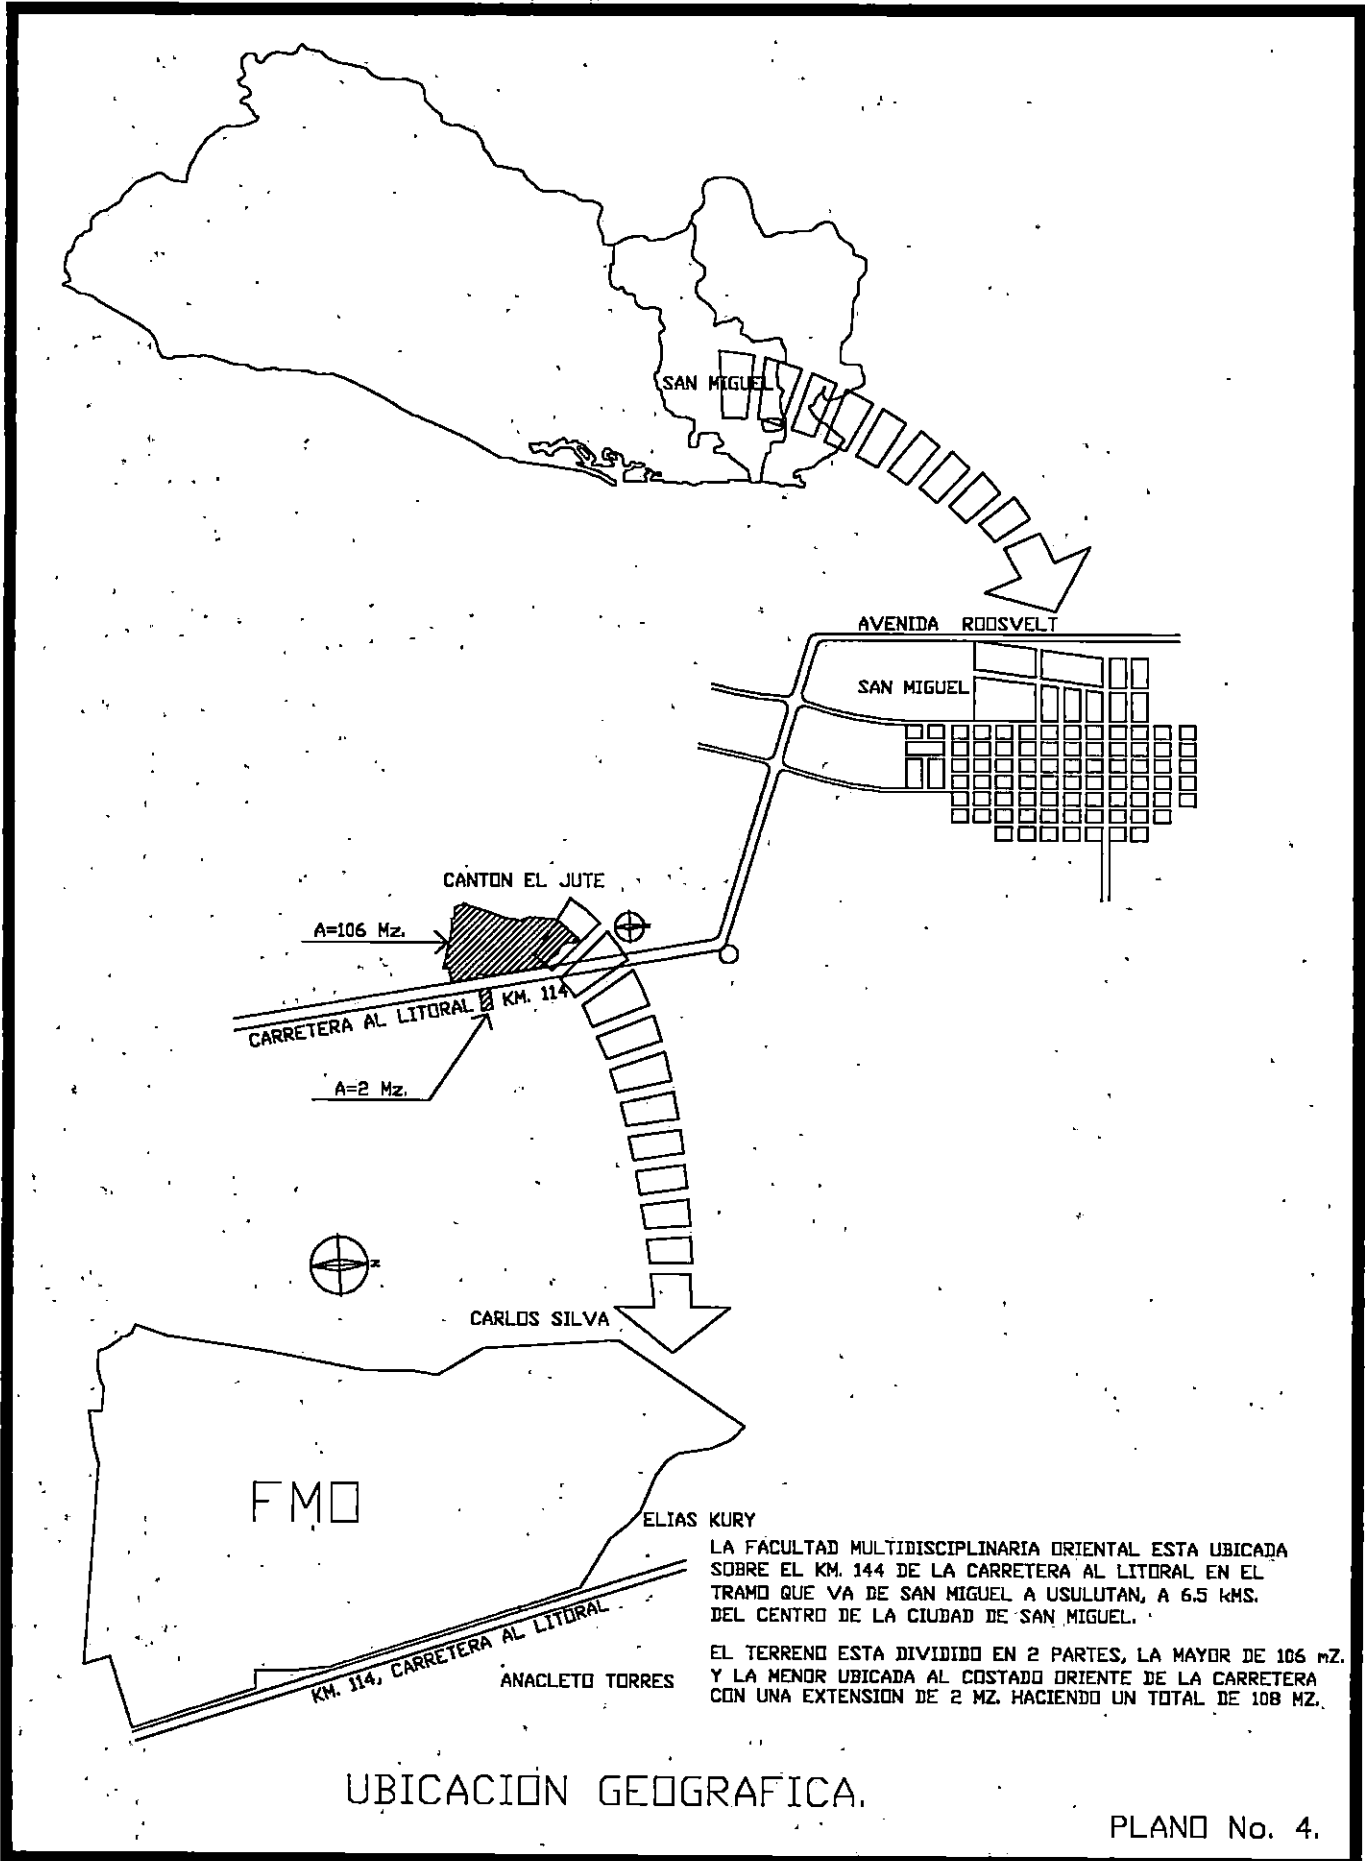 SAN MIGUEL
AVENIDA ROOSVELT
SAN MIGUEL
CANTON EL JUTE
A=106 Mz.
CARRETERA AL LITORAL KM. 114
A=2 Mz.
N
CARLOS SILVA
FMO
ELIAS KURY
LA FACULTAD MULTIDISCIPLINARIA ORIENTAL ESTA UBICADA
SOBRE EL KM. 144 DE LA CARRETERA AL LITORAL EN EL
TRAMO QUE VA DE SAN MIGUEL A USULUTAN, A 6.5 kMS.
DEL CENTRO DE LA CIUDAD DE SAN MIGUEL.
KM. 114, CARRETERA AL LITORAL
ANACLETO TORRES
EL TERRENO ESTA DIVIDIDO EN 2 PARTES, LA MAYOR DE 106 mZ.
Y LA MENOR UBICADA AL COSTADO ORIENTE DE LA CARRETERA
CON UNA EXTENSION DE 2 MZ. HACIENDO UN TOTAL DE 108 MZ.
UBICACION GEOGRAFICA.
PLANO No. 4.